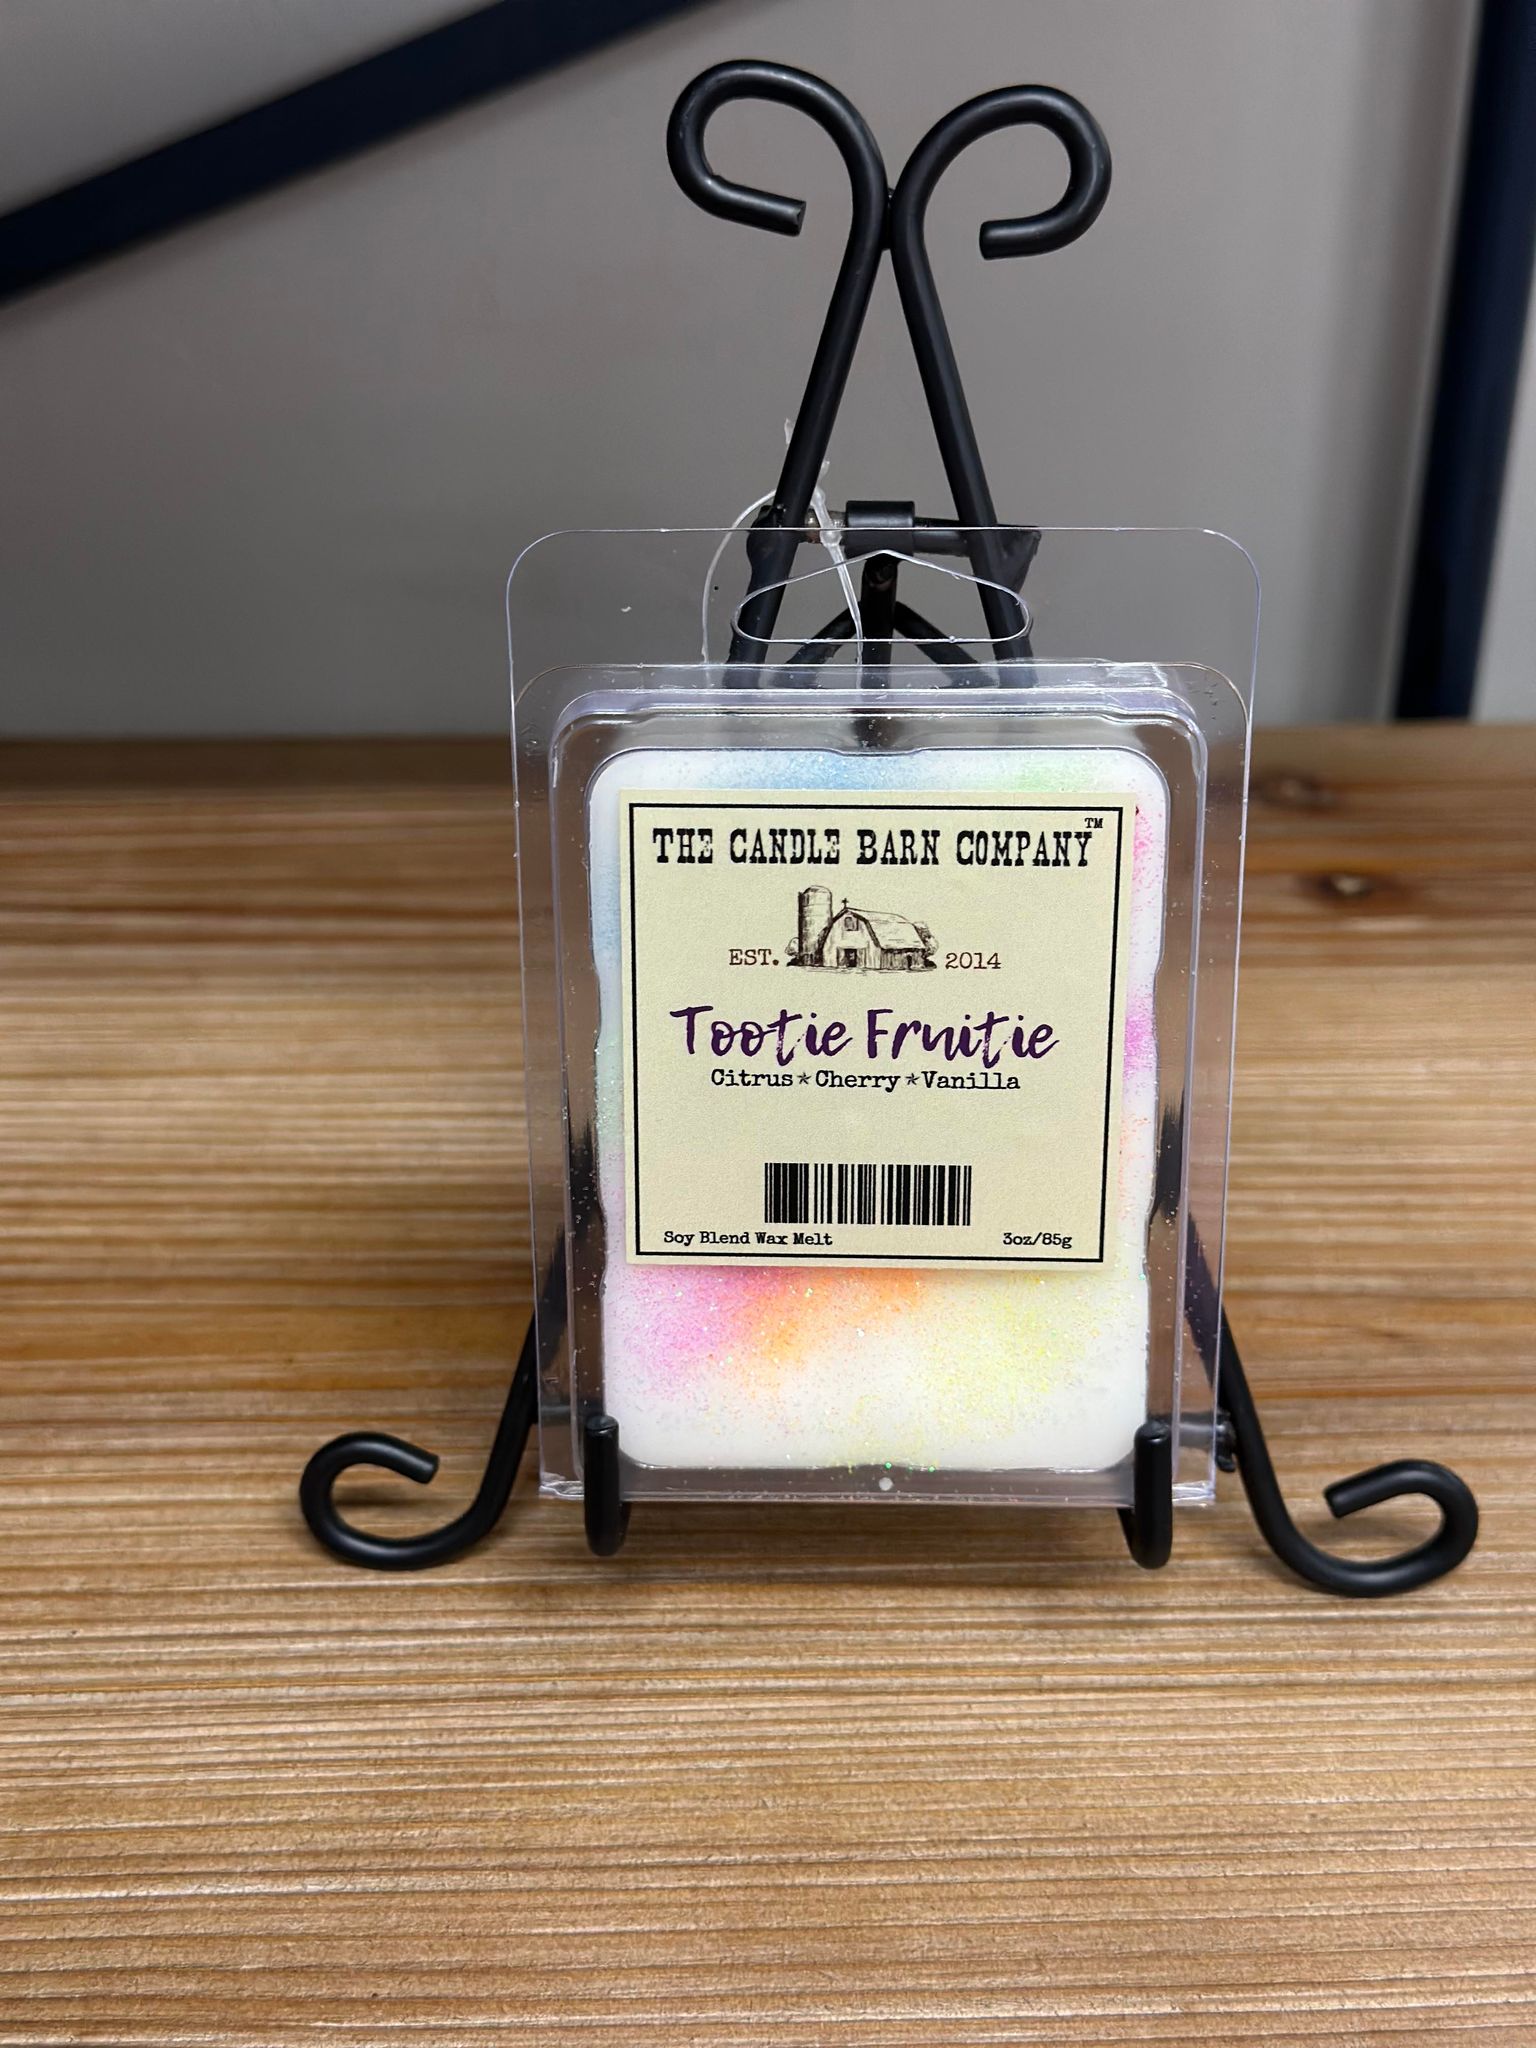 THE CANDLE BARN COMPANY™
EST. 2014
Tootie Fruitie
Citrus★Cherry★Vanilla
Soy Blend Wax Melt 3oz/85g